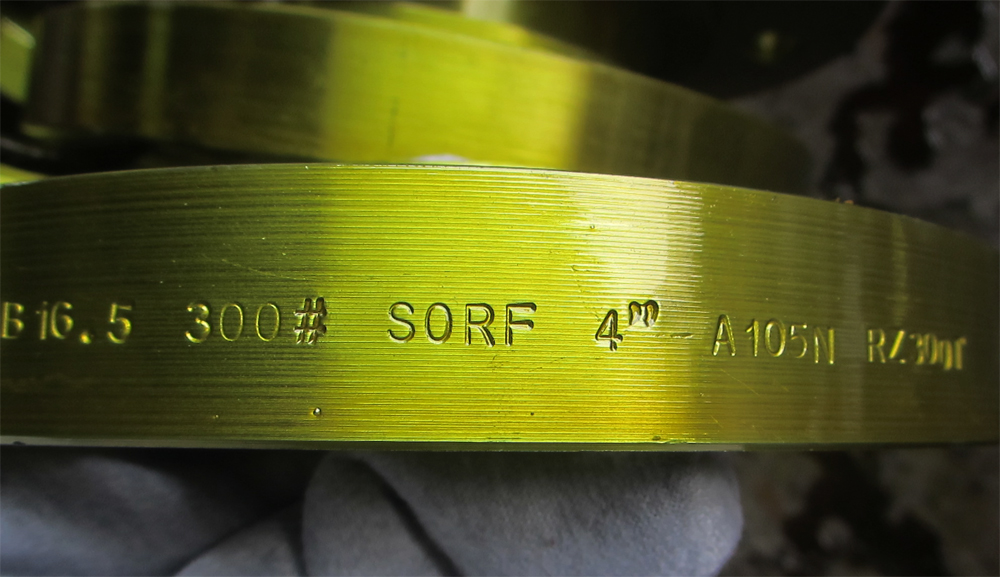 B16.5 300# SORF 4" A105N